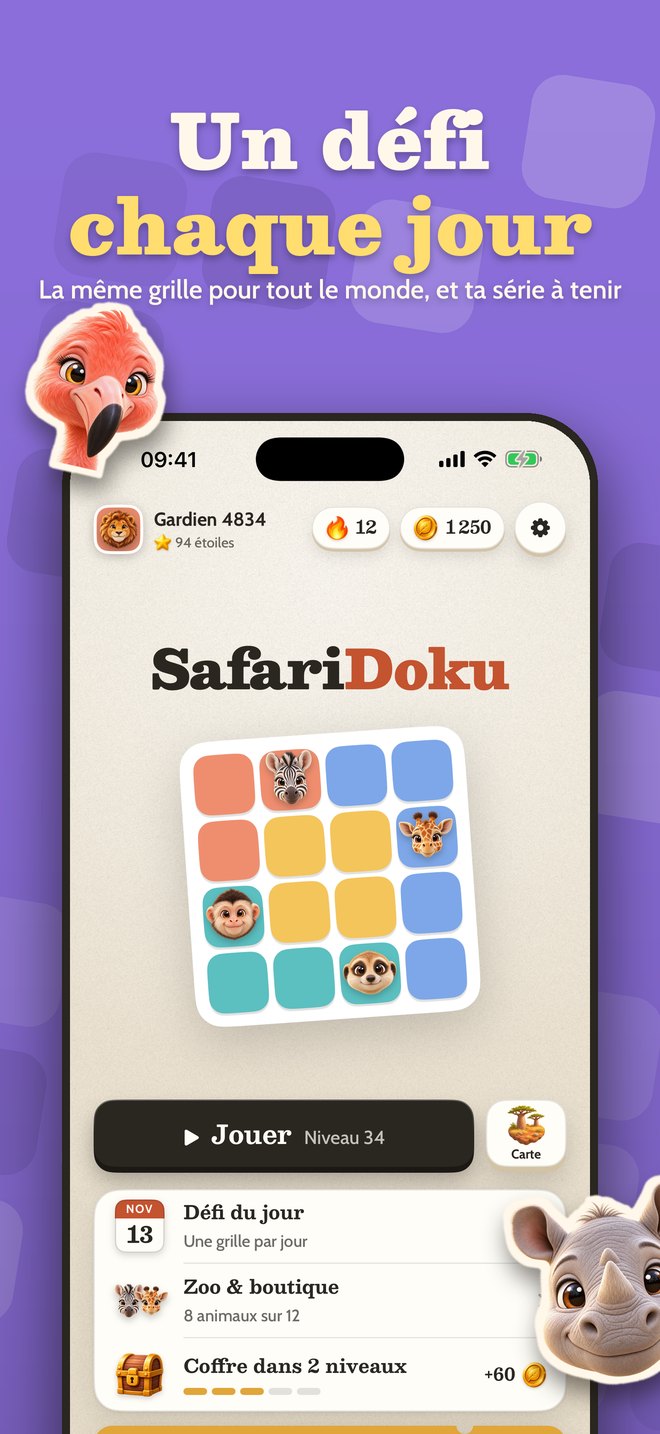 Un défi
chaque jour
La même grille pour tout le monde, et ta série à tenir
09:41
Gardien 4834
94 étoiles
12
1 250
SafariDoku
Jouer Niveau 34
Carte
NOV
13
Défi du jour
Une grille par jour
Zoo & boutique
8 animaux sur 12
Coffre dans 2 niveaux
+60